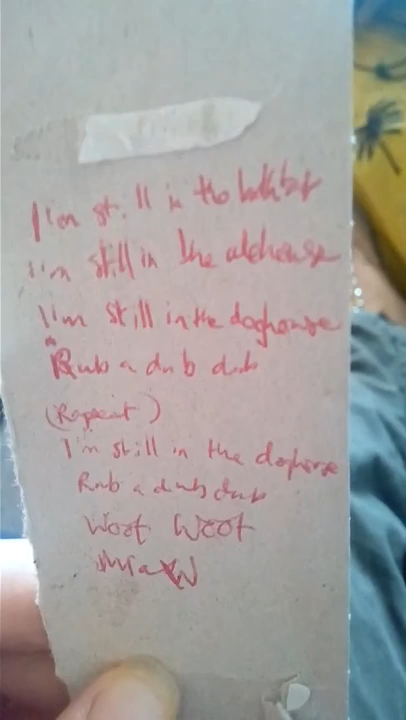 I'm still in the bathtub
I'm still in the alehouse
I'm still in the doghouse
Rub a dub dub
(Repeat)
I'm still in the doghouse
Rub a dub dub
Woof Woof